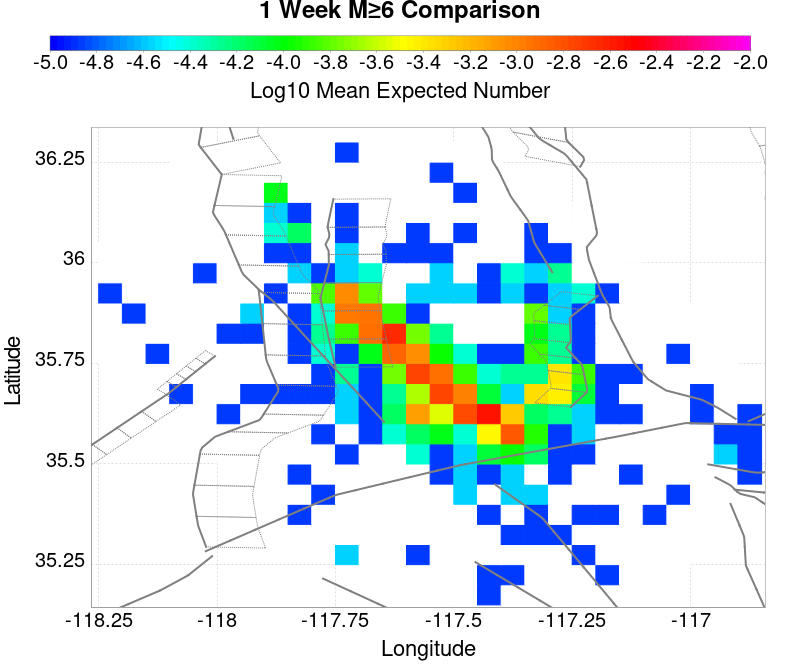 1 Week M≥6 Comparison
-5.0 -4.8 -4.6 -4.4 -4.2 -4.0 -3.8 -3.6 -3.4 -3.2 -3.0 -2.8 -2.6 -2.4 -2.2 -2.0
Log10 Mean Expected Number
36.25
36
35.75
35.5
35.25
Latitude
-118.25 -118 -117.75 -117.5 -117.25 -117
Longitude